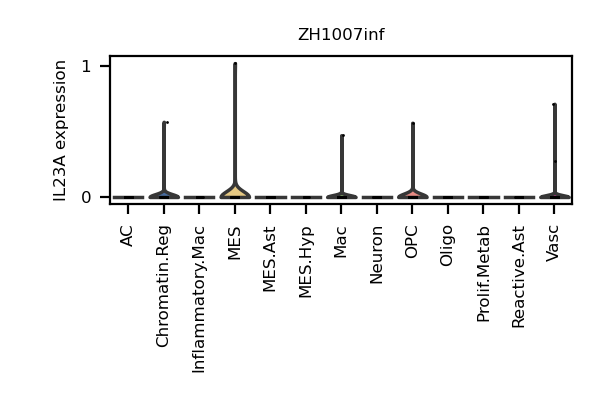 ZH1007inf
IL23A expression
1
0
AC
Chromatin.Reg
Inflammatory.Mac
MES
MES.Ast
MES.Hyp
Mac
Neuron
OPC
Oligo
Prolif.Metab
Reactive.Ast
Vasc